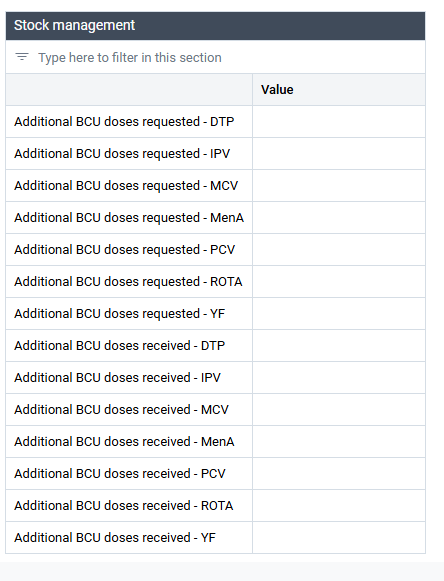 Stock management
Type here to filter in this section
Value
Additional BCU doses requested - DTP
Additional BCU doses requested - IPV
Additional BCU doses requested - MCV
Additional BCU doses requested - MenA
Additional BCU doses requested - PCV
Additional BCU doses requested - ROTA
Additional BCU doses requested - YF
Additional BCU doses received - DTP
Additional BCU doses received - IPV
Additional BCU doses received - MCV
Additional BCU doses received - MenA
Additional BCU doses received - PCV
Additional BCU doses received - ROTA
Additional BCU doses received - YF